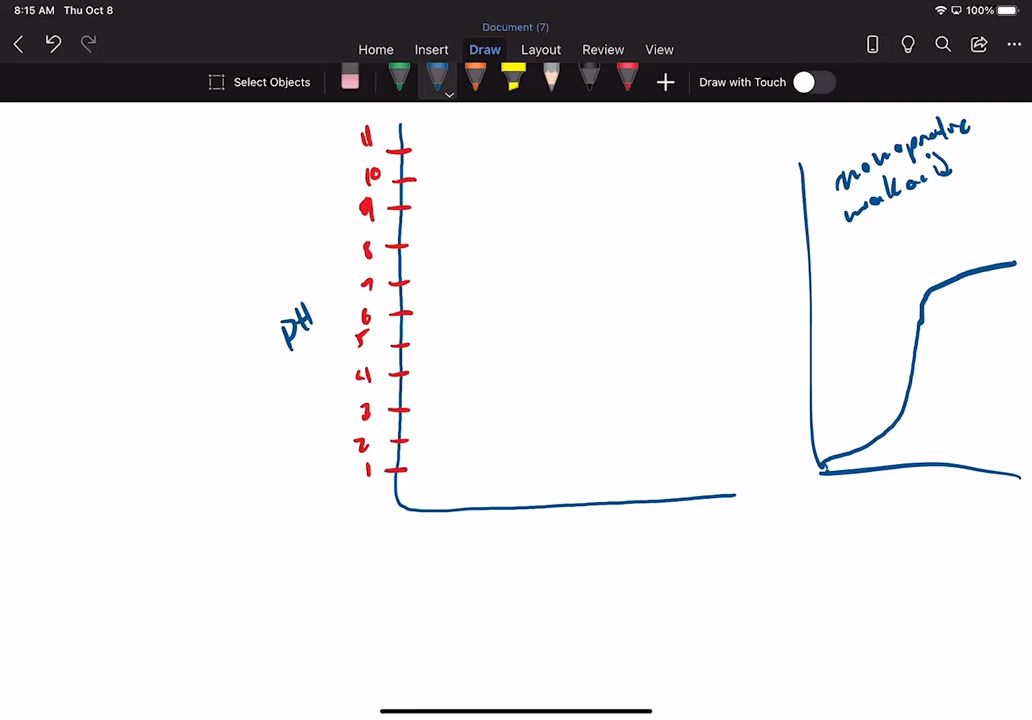 8:15 AM Thu Oct 8
100%
Document (7)
Home Insert Draw Layout Review View
Select Objects
Draw with Touch
11
10
9
8
7
6
5
4
3
2
1
pH
weak acid